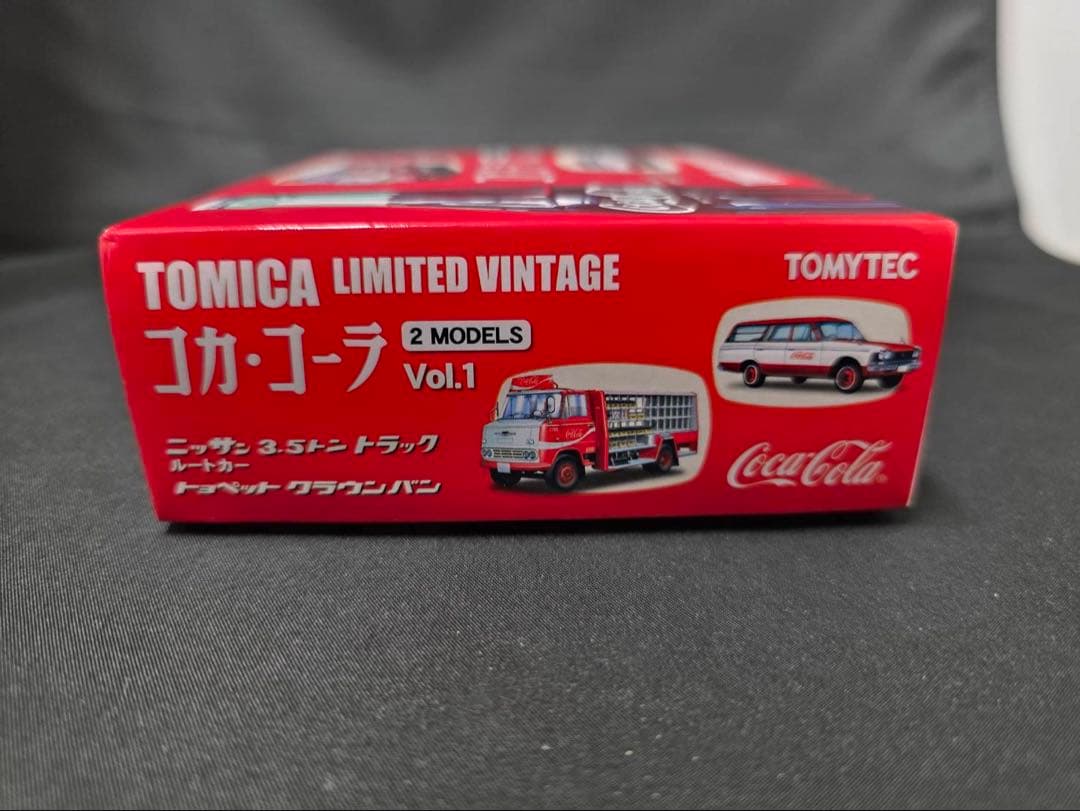 TOMICA LIMITED VINTAGE
TOMYTEC
コカ・コーラ
2 MODELS
Vol.1
ニッサン 3.5トン トラック
ルートカー
トヨペット クラウンバン
Coca-Cola